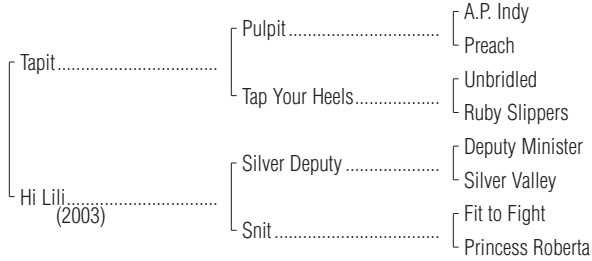 A.P. Indy
Pulpit
Preach
Tapit
Unbridled
Tap Your Heels
Ruby Slippers
Deputy Minister
Silver Deputy
Silver Valley
Hi Lili
(2003)
Fit to Fight
Snit
Princess Roberta